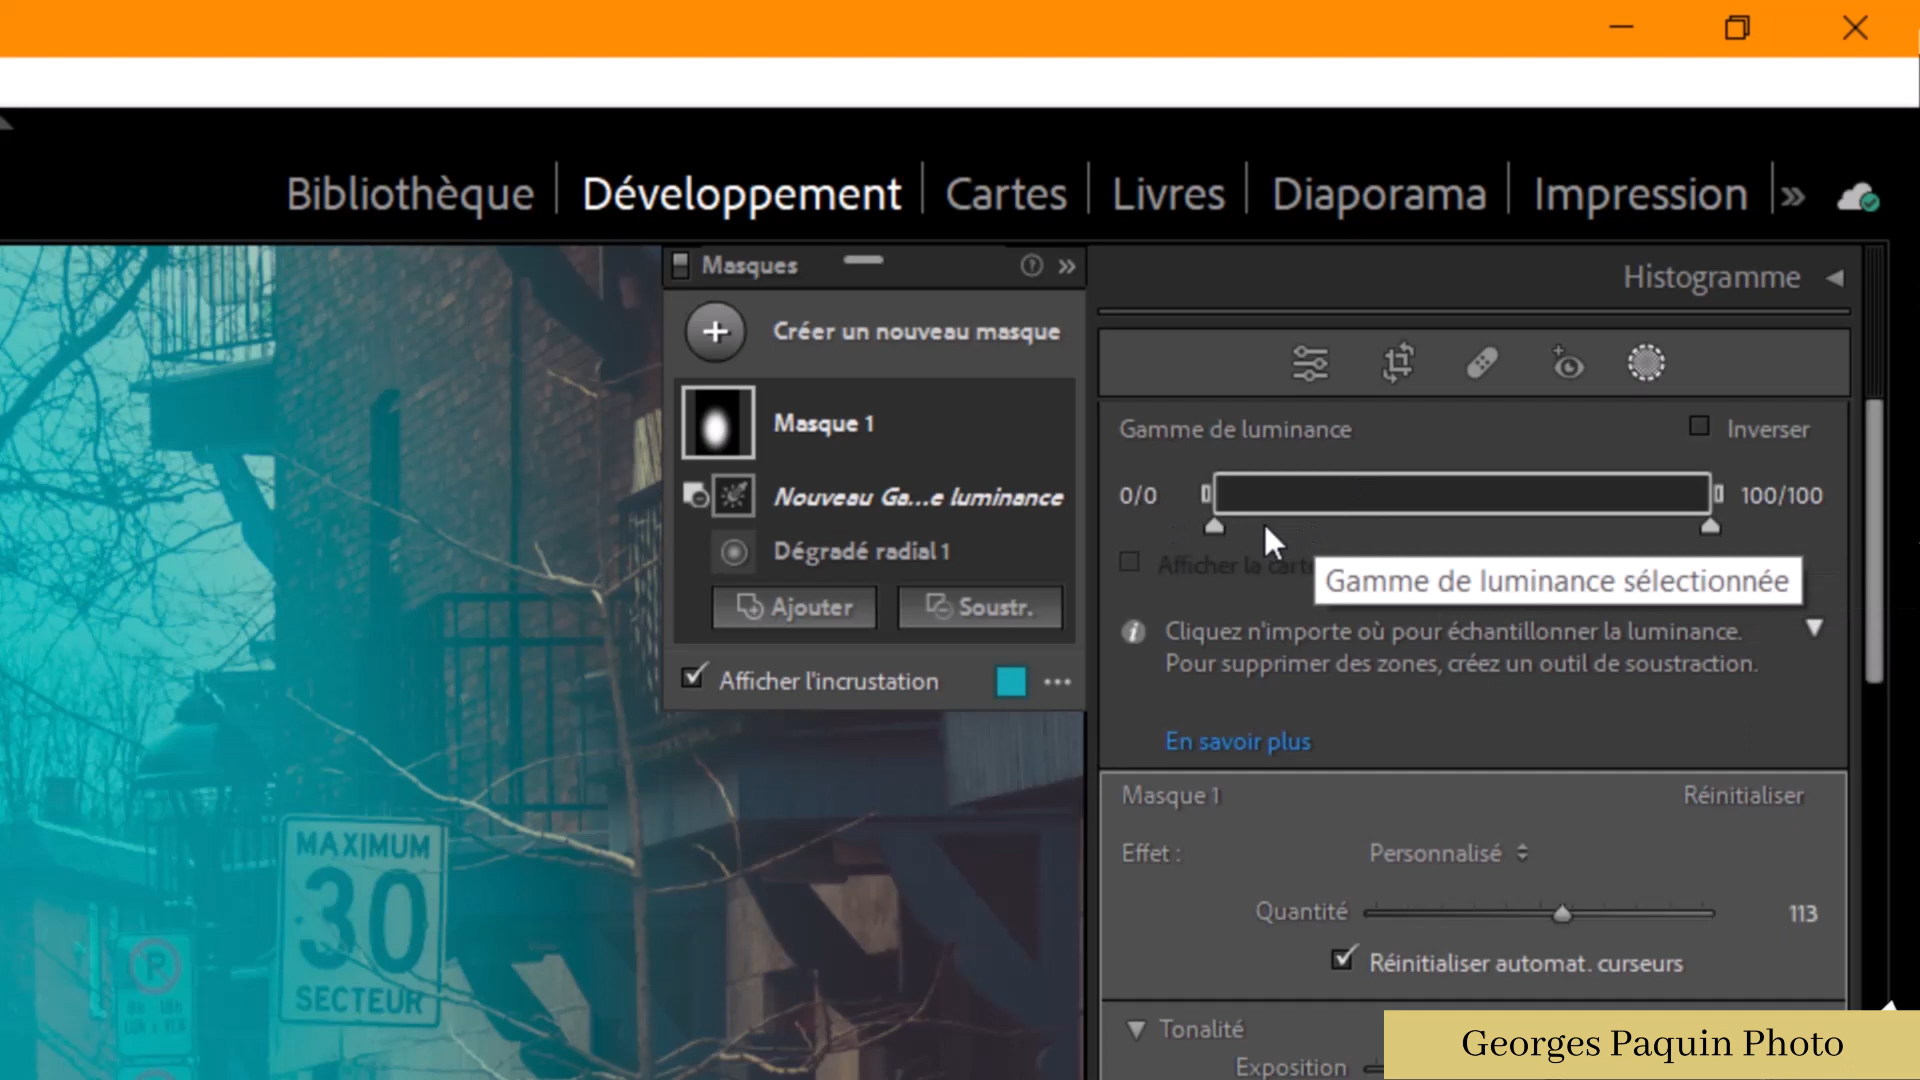 Bibliothèque | Développement | Cartes | Livres | Diaporama | Impression
Masques
Histogramme
Créer un nouveau masque
Masque 1
Nouveau Ga...e luminance
Dégradé radial 1
Ajouter
Soustr.
Afficher l'incrustation
Gamme de luminance
Inverser
0/0
100/100
Afficher la carte
Gamme de luminance sélectionnée
Cliquez n'importe où pour échantillonner la luminance.
Pour supprimer des zones, créez un outil de soustraction.
En savoir plus
Masque 1
Réinitialiser
Effet :
Personnalisé
Quantité
113
Réinitialiser automat. curseurs
Tonalité
Exposition
MAXIMUM
30
SECTEUR
P
Georges Paquin Photo